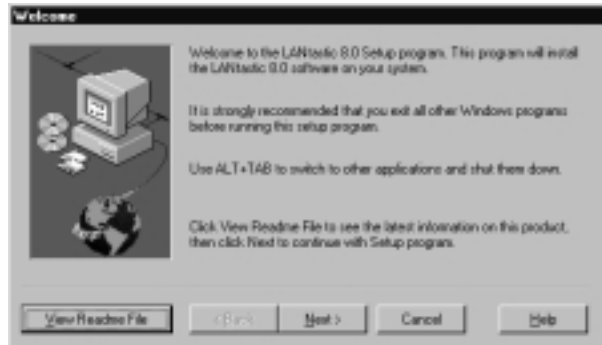 Welcome
Welcome to the LANtastic 8.0 Setup program. This program will install
the LANtastic 8.0 software on your system.
It is strongly recommended that you exit all other Windows programs
before running this setup program.
Use ALT+TAB to switch to other applications and shut them down.
Click View Readme File to see the latest information on this product,
then click Next to continue with Setup program.
View Readme File
< Back
Next >
Cancel
Help